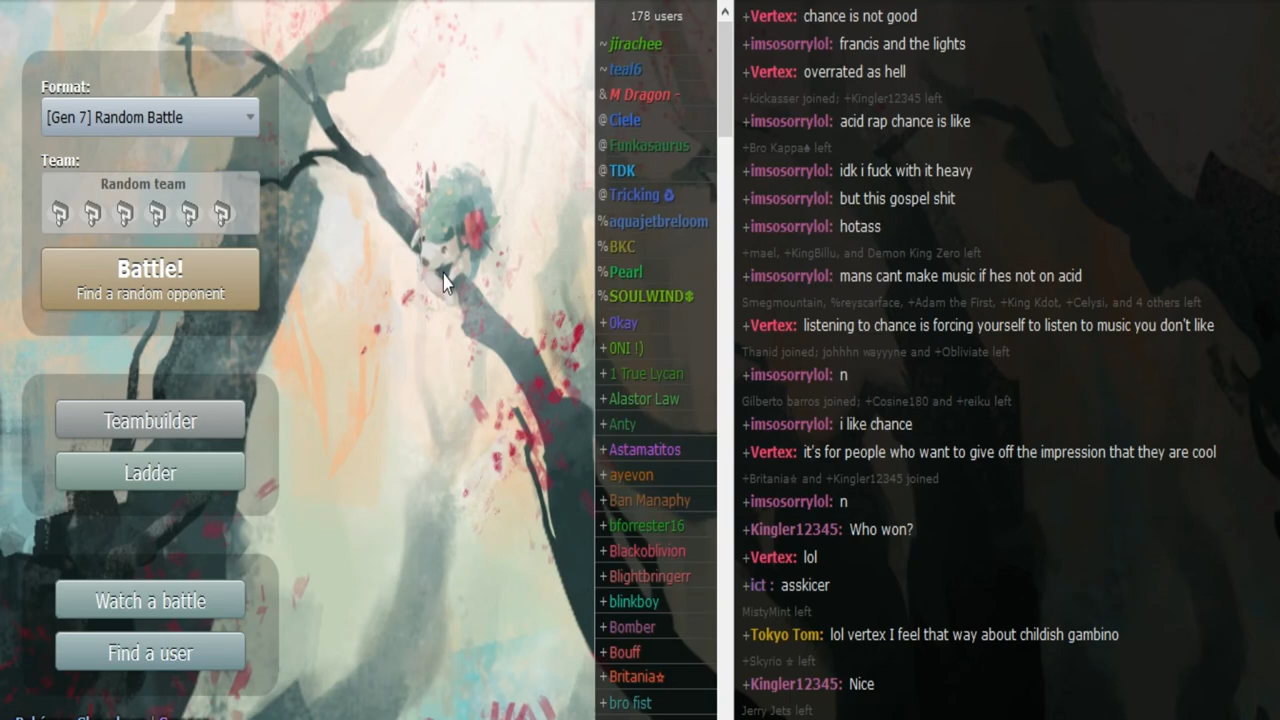 Format:
[Gen 7] Random Battle
Team:
Random team
Battle!
Find a random opponent
Teambuilder
Ladder
Watch a battle
Find a user
178 users
~jirachee
~teal6
&M Dragon ~
@Ciele
@Funkasaurus
@TDK
@Tricking
%aquajetbreloom
%BKC
%Pearl
%SOULWIND
+0kay
+0NI !)
+1 True Lycan
+Alastor Law
+Anty
+Astamatitos
+ayevon
+Ban Manaphy
+bforrester16
+Blackoblivion
+Blightbringerr
+blinkboy
+Bomber
+Bouff
+Britania☆
+bro fist
+Vertex: chance is not good
+imsosorrylol: francis and the lights
+Vertex: overrated as hell
+kickasser joined; +Kingler12345 left
+imsosorrylol: acid rap chance is like
+Bro Kappa♠ left
+imsosorrylol: idk i fuck with it heavy
+imsosorrylol: but this gospel shit
+imsosorrylol: hotass
+mael, +KingBillu, and Demon King Zero left
+imsosorrylol: mans cant make music if hes not on acid
Smegmountain, %reyscarface, +Adam the First, +King Kdot, +Celysi, and 4 others left
+Vertex: listening to chance is forcing yourself to listen to music you don't like
Thanid joined; johhhn wayyyne and +Obliviate left
+imsosorrylol: n
Gilberto barros joined; +Cosine180 and +reiku left
+imsosorrylol: i like chance
+Vertex: it's for people who want to give off the impression that they are cool
+Britania☆ and +Kingler12345 joined
+imsosorrylol: n
+Kingler12345: Who won?
+Vertex: lol
+ict : asskicer
MistyMint left
+Tokyo Tom: lol vertex I feel that way about childish gambino
+Skyrio ☆ left
+Kingler12345: Nice
Jerry Jets left